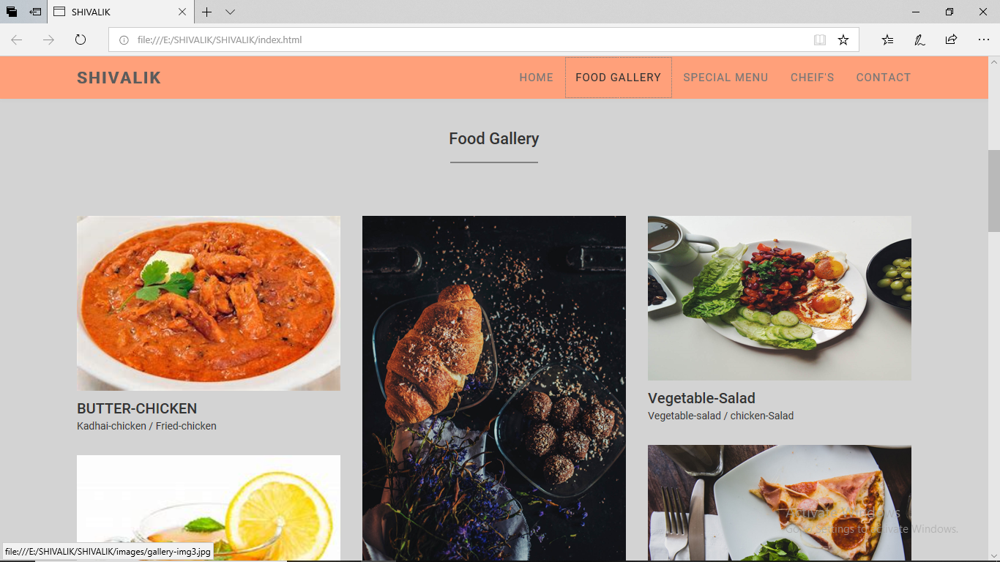 SHIVALIK
file:///E:/SHIVALIK/SHIVALIK/index.html
SHIVALIK
HOME FOOD GALLERY SPECIAL MENU CHEIF'S CONTACT
Food Gallery
BUTTER-CHICKEN
Kadhai-chicken / Fried-chicken
Vegetable-Salad
Vegetable-salad / chicken-Salad
Activate Windows
Go to Settings to activate Windows.
file:///E:/SHIVALIK/SHIVALIK/images/gallery-img3.jpg